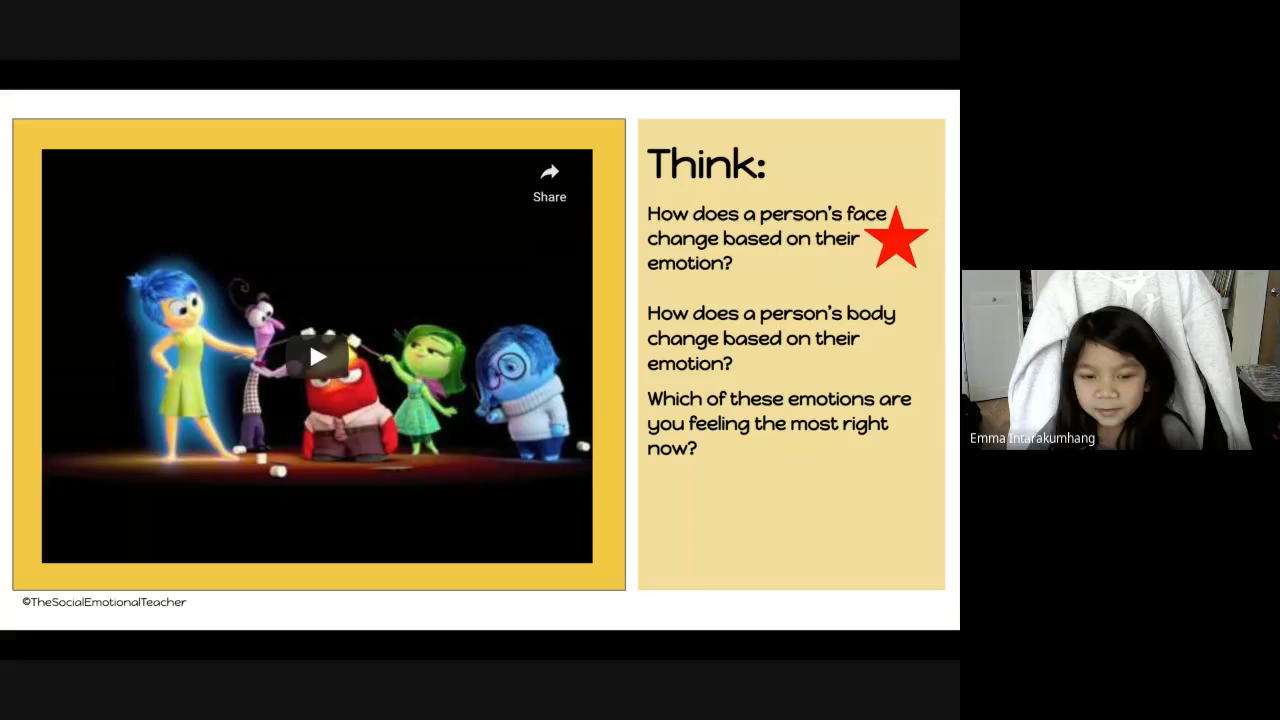 Share
Think:
How does a person's face
change based on their
emotion?
How does a person's body
change based on their
emotion?
Which of these emotions are
you feeling the most right
now?
Emma Intarakumhang
©TheSocialEmotionalTeacher